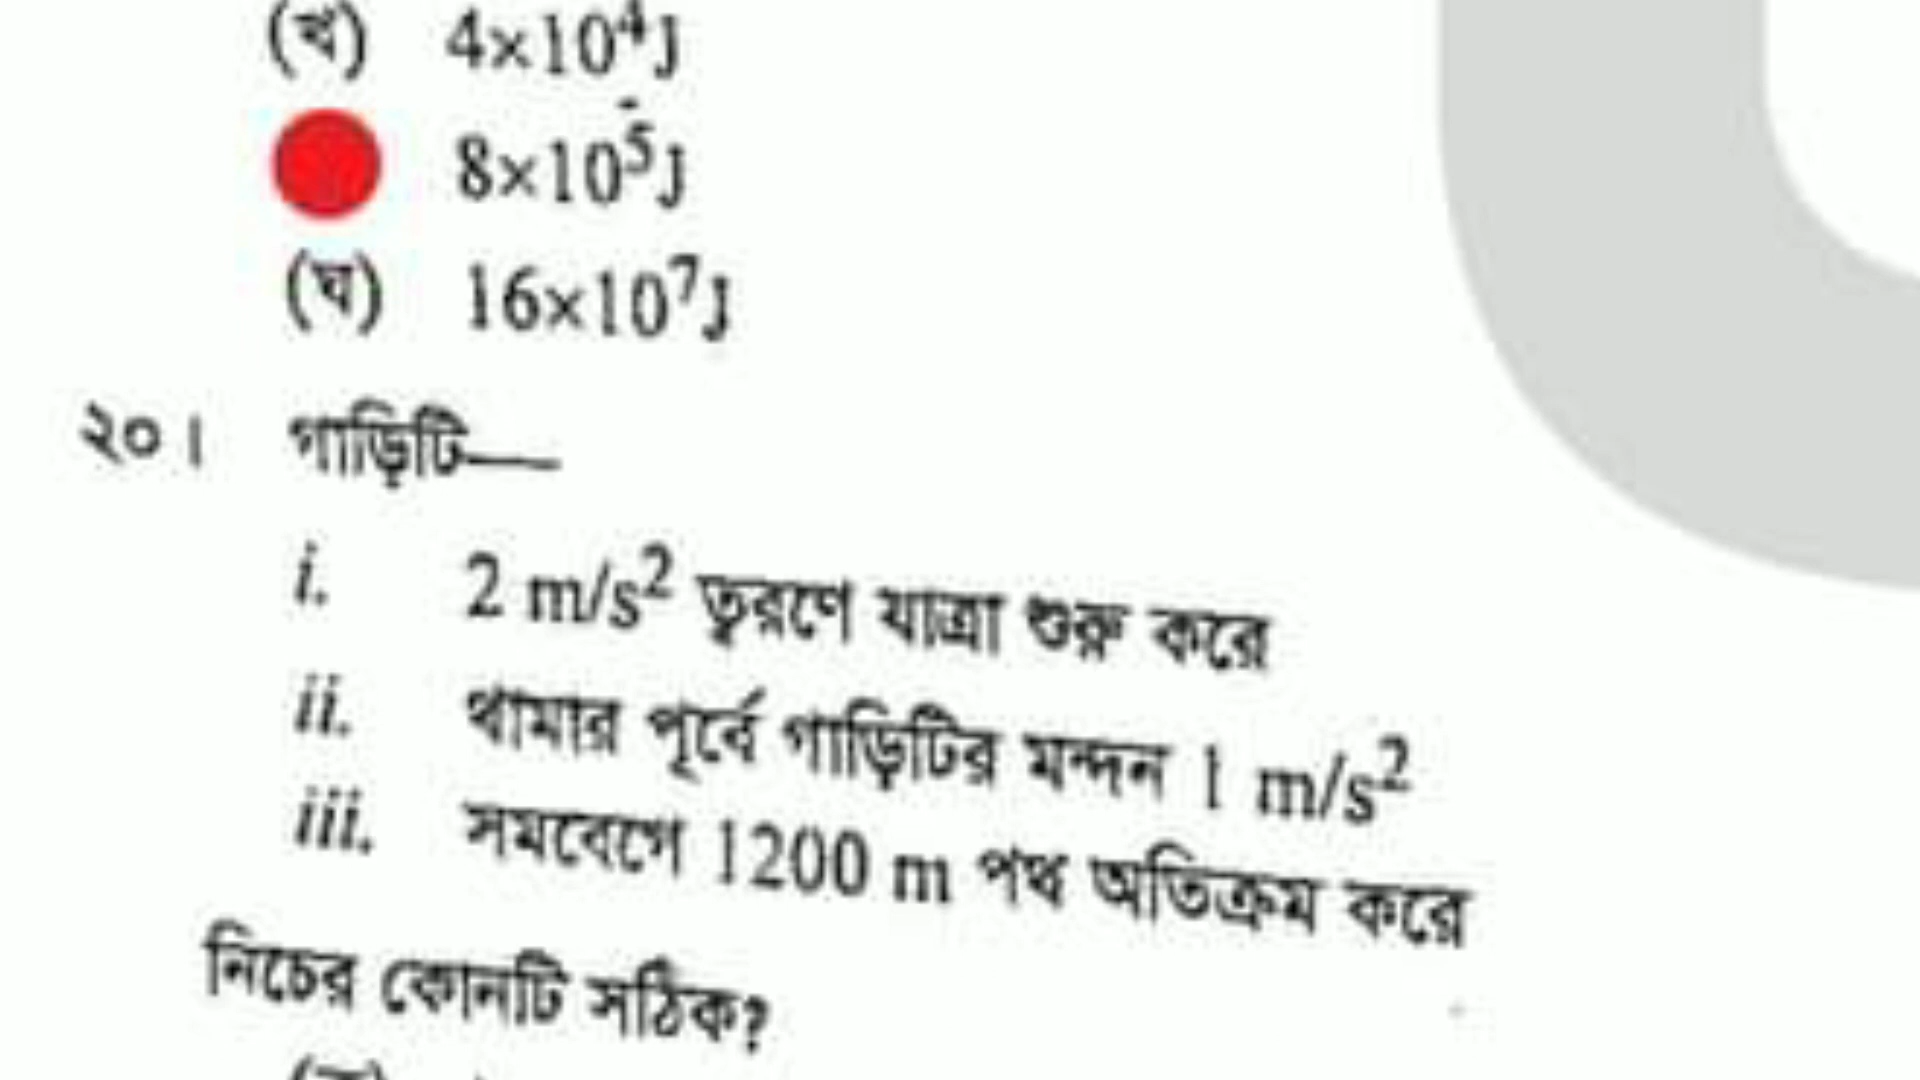 (খ) 4×10⁴J
8×10⁵J
(ঘ) 16×10⁷J
২০। গাড়িটি—
i. 2 m/s² ত্বরণে যাত্রা শুরু করে
ii. থামার পূর্বে গাড়িটির মন্দন 1 m/s²
iii. সমবেগে 1200 m পথ অতিক্রম করে
নিচের কোনটি সঠিক?